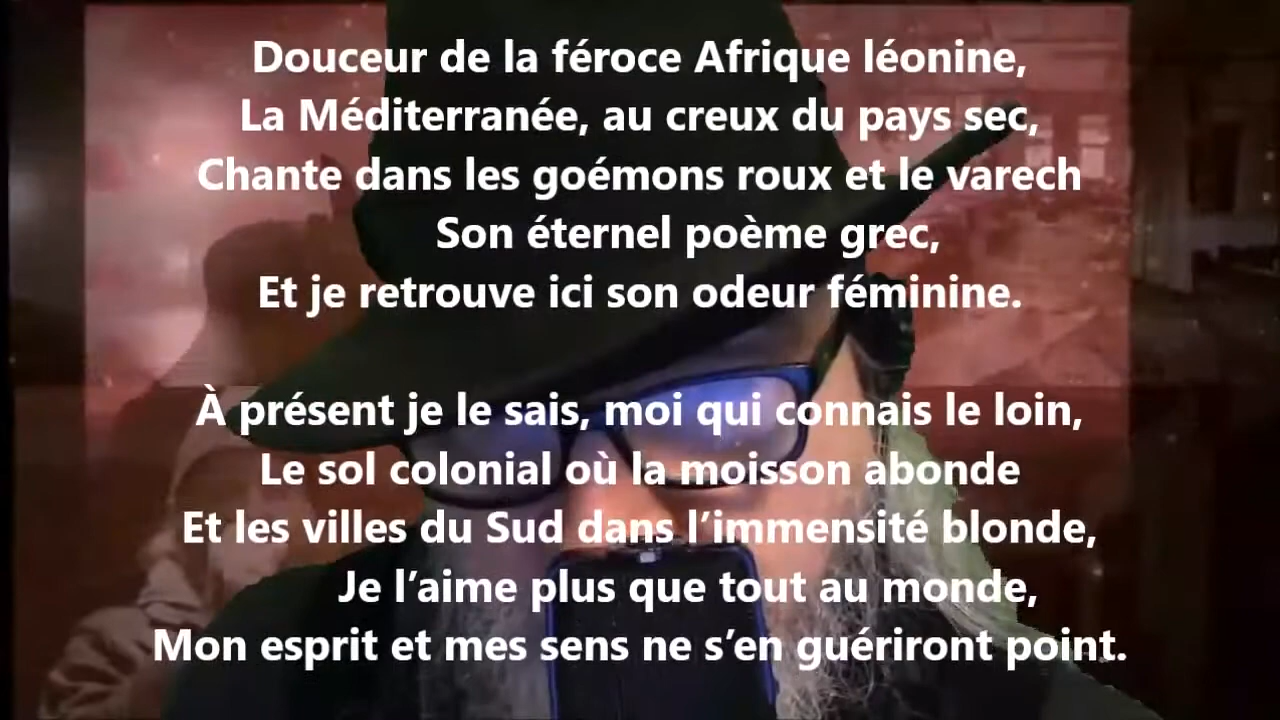 Douceur de la féroce Afrique léonine,
La Méditerranée, au creux du pays sec,
Chante dans les goémons roux et le varech
Son éternel poème grec,
Et je retrouve ici son odeur féminine.
À présent je le sais, moi qui connais le loin,
Le sol colonial où la moisson abonde
Et les villes du Sud dans l’immensité blonde,
Je l’aime plus que tout au monde,
Mon esprit et mes sens ne s’en guériront point.